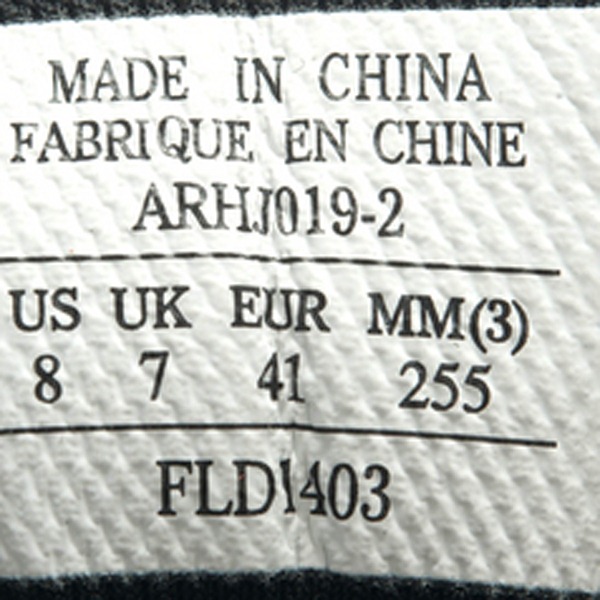 MADE IN CHINA
FABRIQUE EN CHINE
ARHJ019-2
US UK EUR MM(3)
8 7 41 255
FLD1403